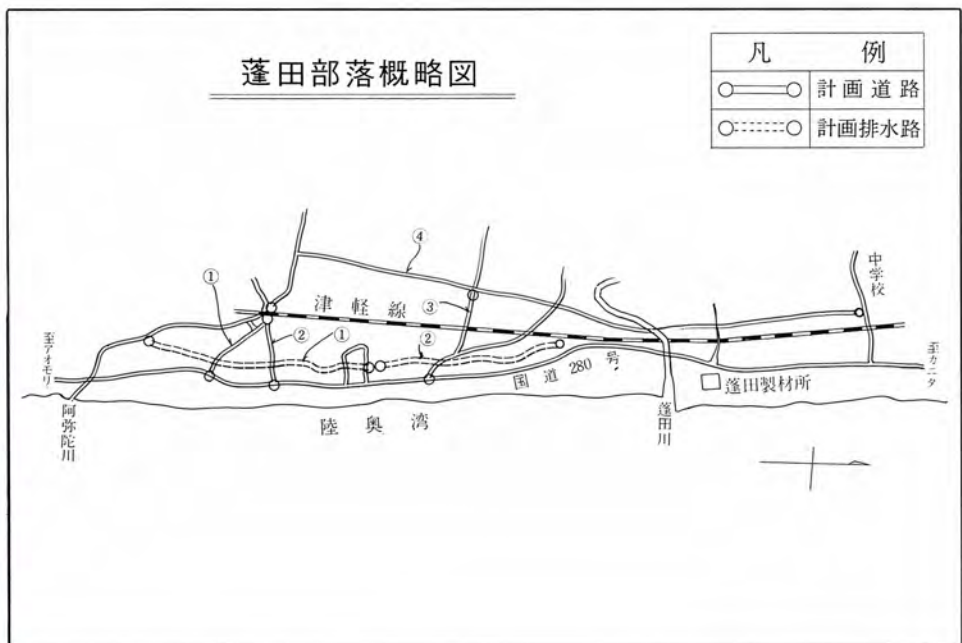 蓬田部落概略図
凡例
計画道路
計画排水路
④
①
③
津軽線
中学校
②
①
②
至アオモリ
国道280号
至カニタ
蓬田製材所
阿弥陀川
陸奥湾
蓬田川